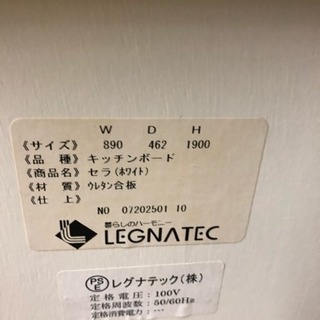 W D H
《サイズ》 890 462 1900
《品 種》 キッチンボード
《商品名》 セラ(ホワイト)
《材 質》 ウレタン合板
《仕 上》
NO 07202501 10
暮らしのハーモニー
LEGNATEC
PSE レグナテック(株)
定格電圧:100V
定格周波数:50/60Hz
定格消費電力:---